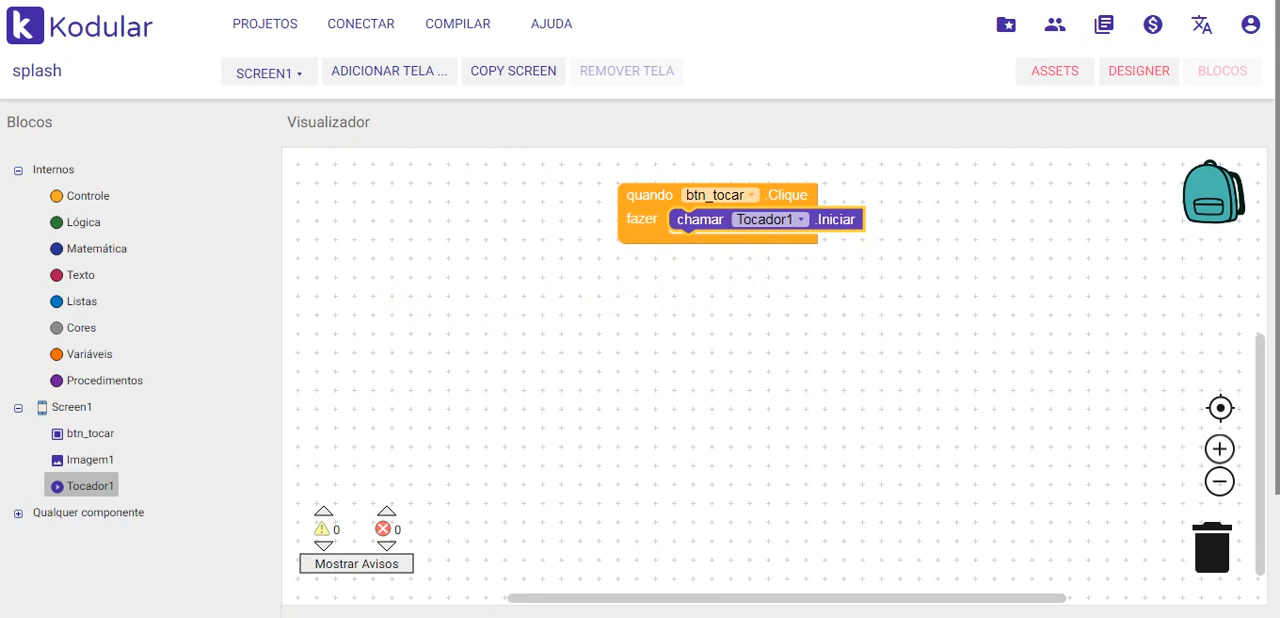 Kodular
PROJETOS CONECTAR COMPILAR AJUDA
splash
SCREEN1 ADICIONAR TELA ... COPY SCREEN REMOVER TELA
ASSETS DESIGNER BLOCOS
Blocos
Visualizador
Internos
Controle
Lógica
Matemática
Texto
Listas
Cores
Variáveis
Procedimentos
Screen1
btn_tocar
Imagem1
Tocador1
Qualquer componente
quando btn_tocar .Clique
fazer chamar Tocador1 .Iniciar
0 0
Mostrar Avisos